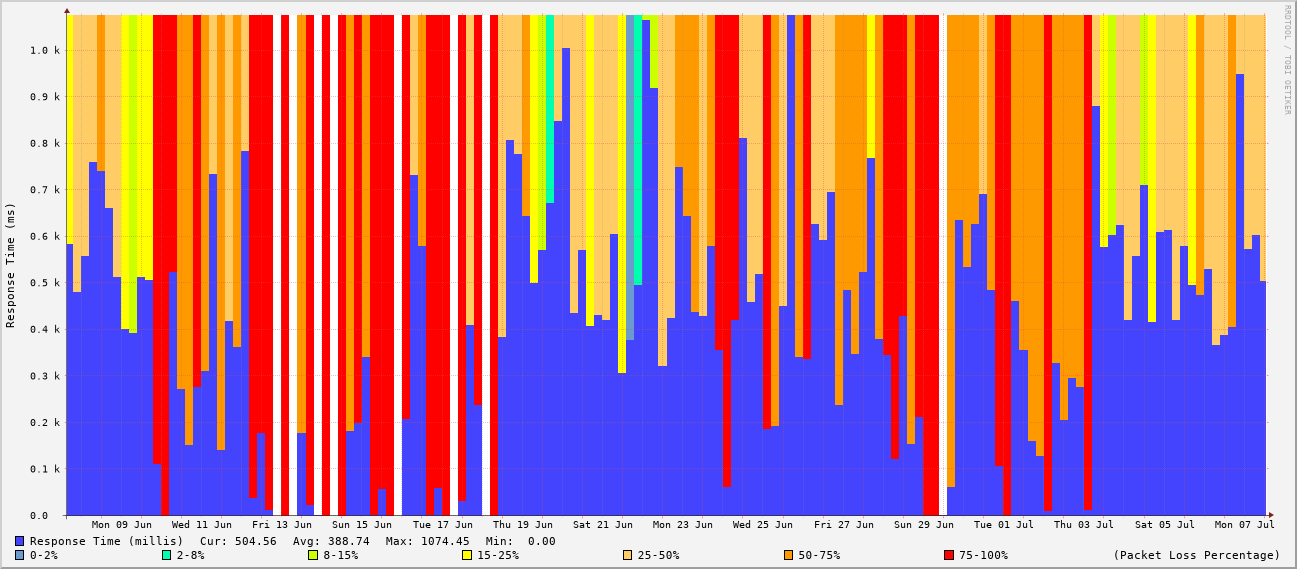 RRDTOOL / TOBI OETIKER
Response Time (ms)
1.0 k
0.9 k
0.8 k
0.7 k
0.6 k
0.5 k
0.4 k
0.3 k
0.2 k
0.1 k
0.0
Mon 09 Jun Wed 11 Jun Fri 13 Jun Sun 15 Jun Tue 17 Jun Thu 19 Jun Sat 21 Jun Mon 23 Jun Wed 25 Jun Fri 27 Jun Sun 29 Jun Tue 01 Jul Thu 03 Jul Sat 05 Jul Mon 07 Jul
Response Time (millis) Cur: 504.56 Avg: 388.74 Max: 1074.45 Min: 0.00
0-2% 2-8% 8-15% 15-25% 25-50% 50-75% 75-100% (Packet Loss Percentage)